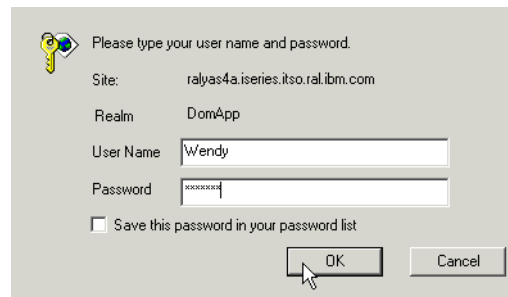 Please type your user name and password.
Site: ralyas4a.iseries.itso.ral.ibm.com
Realm DomApp
User Name Wendy
Password xxxxxxx
Save this password in your password list
OK Cancel